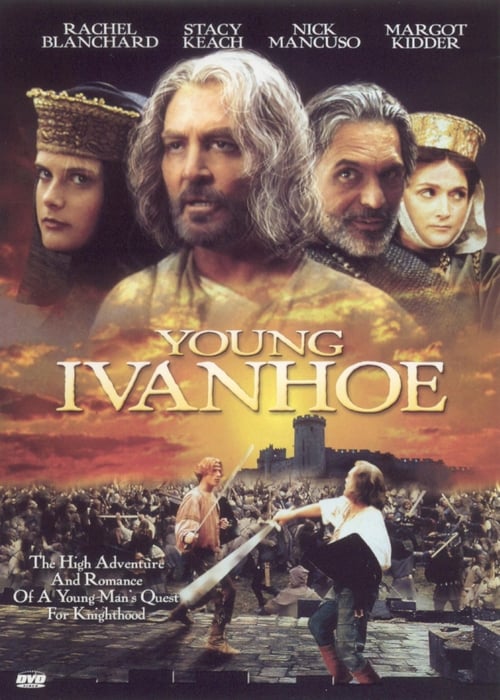 RACHEL BLANCHARD
STACY KEACH
NICK MANCUSO
MARGOT KIDDER
YOUNG
IVANHOE
The High Adventure
And Romance
Of A Young Man's Quest
For Knighthood
DVD
VIDEO